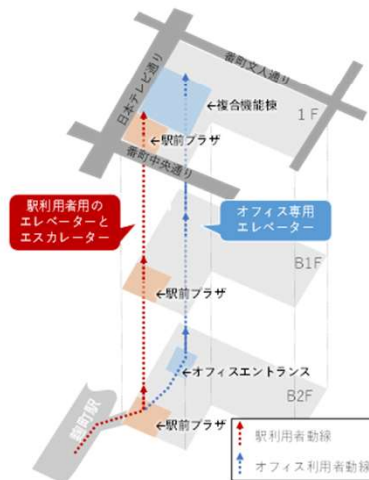 番町文人通り
日本テレビ通り
←複合機能棟
1F
←駅前プラザ
番町中央通り
駅利用者用の
エレベーターと
エスカレーター
オフィス専用
エレベーター
B1F
←駅前プラザ
←オフィスエントランス
B2F
←駅前プラザ
麹町駅
駅利用者動線
オフィス利用者動線